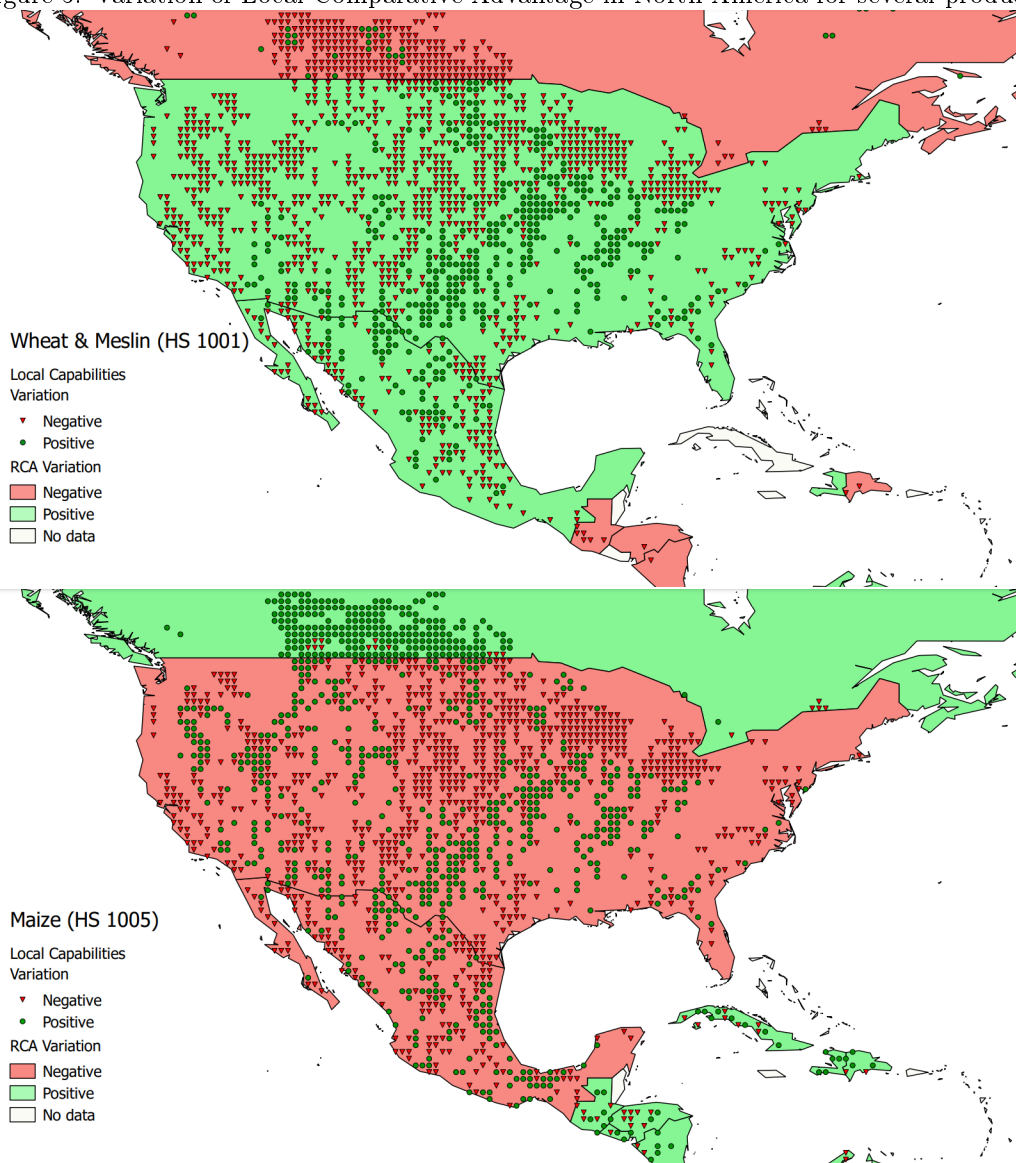 Variation of Local Comparative Advantage in North America for several
Wheat & Meslin (HS 1001)
Local Capabilities
Variation
Negative
Positive
RCA Variation
Negative
Positive
No data
Maize (HS 1005)
Local Capabilities
Variation
Negative
Positive
RCA Variation
Negative
Positive
No data